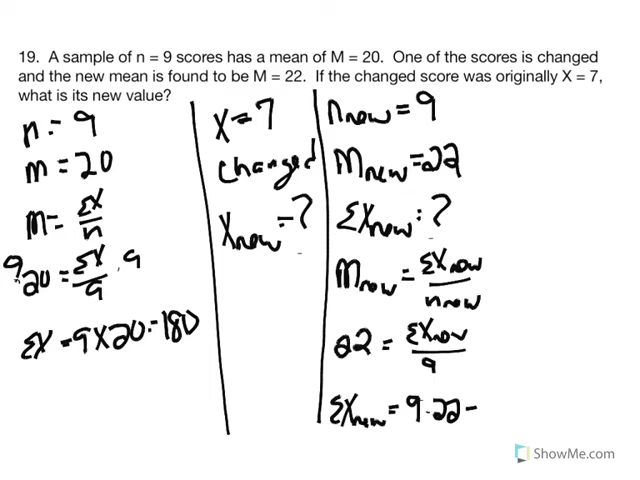 19. A sample of n = 9 scores has a mean of M = 20. One of the scores is changed
and the new mean is found to be M = 22. If the changed score was originally X = 7,
what is its new value?
n = 9
m = 20
m = Σx/n
9 · 20 = Σx/9 · 9
Σx = 9 x 20 = 180
x = 7
changed
xnew = ?
nnew = 9
mnew = 22
Σxnew = ?
mnew = Σxnow/nnew
22 = Σxnow/9
Σxnew = 9 · 22 =
ShowMe.com